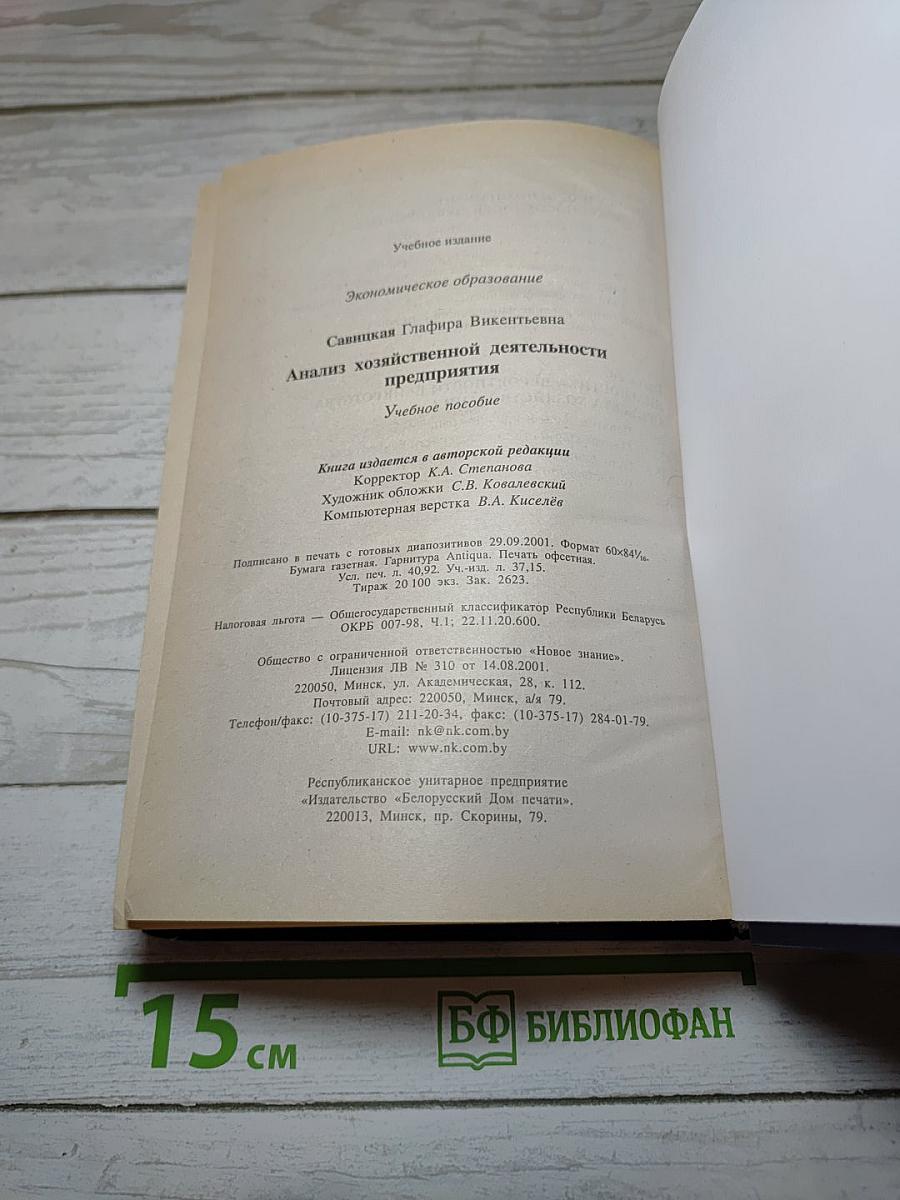 Учебное издание
Экономическое образование
Савицкая Глафира Викентьевна
Анализ хозяйственной деятельности
предприятия
Учебное пособие
Книга издается в авторской редакции
Корректор К.А. Степанова
Художник обложки С.В. Ковалевский
Компьютерная верстка В.А. Киселёв
Подписано в печать с готовых диапозитивов 29.09.2001. Формат 60×84 1/16.
Бумага газетная. Гарнитура Antiqua. Печать офсетная.
Усл. печ. л. 40,92. Уч.-изд. л. 37,15.
Тираж 20 100 экз. Зак. 2623.
Налоговая льгота — Общегосударственный классификатор Республики Беларусь
ОКРБ 007-98, Ч.1; 22.11.20.600.
Общество с ограниченной ответственностью «Новое знание».
Лицензия ЛВ № 310 от 14.08.2001.
220050, Минск, ул. Академическая, 28, к. 112.
Почтовый адрес: 220050, Минск, а/я 79.
Телефон/факс: (10-375-17) 211-20-34, факс: (10-375-17) 284-01-79.
E-mail: nk@nk.com.by
URL: www.nk.com.by
Республиканское унитарное предприятие
«Издательство «Белорусский Дом печати».
220013, Минск, пр. Скорины, 79.
15 см
БФ БИБЛИОФАН